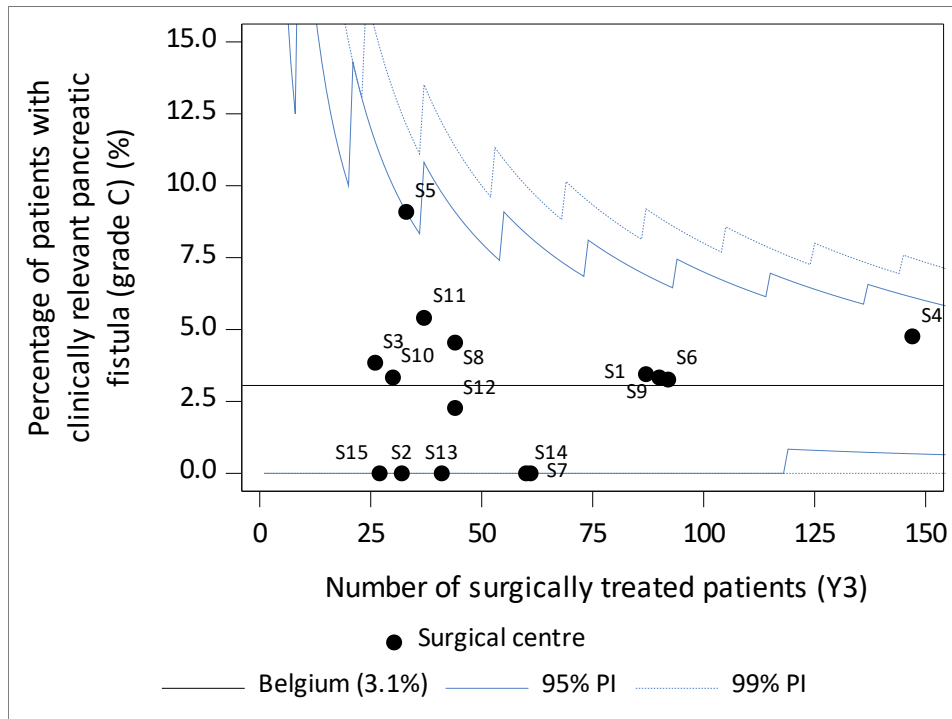 Percentage of patients with
clinically relevant pancreatic
fistula (grade C) (%)
15.0
12.5
10.0
7.5
5.0
2.5
0.0
S5
S11
S4
S3
S10
S8
S1
S6
S9
S12
S15
S2
S13
S14
S7
0
25
50
75
100
125
150
Number of surgically treated patients (Y3)
Surgical centre
Belgium (3.1%)
95% PI
99% PI